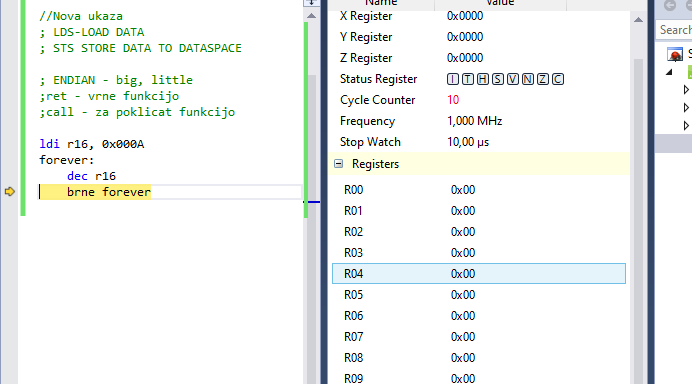 Name Value
//Nova ukaza
; LDS-LOAD DATA
; STS STORE DATA TO DATASPACE
; ENDIAN - big, little
;ret - vrne funkcijo
;call - za poklicat funkcijo
ldi r16, 0x000A
forever:
dec r16
brne forever
X Register 0x0000
Y Register 0x0000
Z Register 0x0000
Status Register I T H S V N Z C
Cycle Counter 10
Frequency 1,000 MHz
Stop Watch 10,00 µs
Registers
R00 0x00
R01 0x00
R02 0x00
R03 0x00
R04 0x00
R05 0x00
R06 0x00
R07 0x00
R08 0x00
R09 0x00
Search